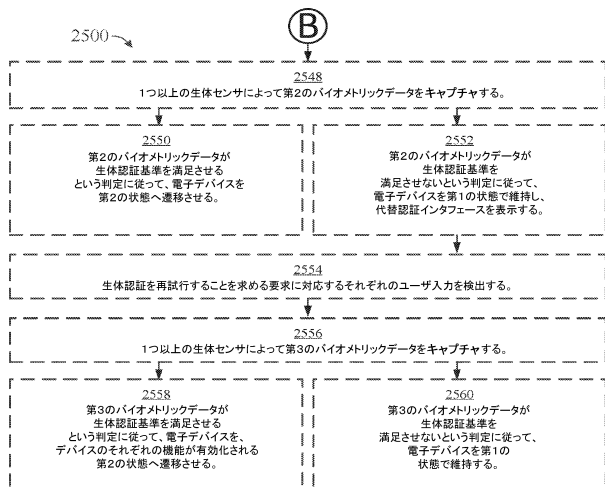 B
2500
2548
1つ以上の生体センサによって第2のバイオメトリックデータをキャプチャする。
2550
第2のバイオメトリックデータが
生体認証基準を満足させる
という判定に従って、電子デバイスを
第2の状態へ遷移させる。
2552
第2のバイオメトリックデータが
生体認証基準を
満足させないという判定に従って、
電子デバイスを第1の状態で維持し、
代替認証インタフェースを表示する。
2554
生体認証を再試行することを求める要求に対応するそれぞれのユーザ入力を検出する。
2556
1つ以上の生体センサによって第3のバイオメトリックデータをキャプチャする。
2558
第3のバイオメトリックデータが
生体認証基準を満足させる
という判定に従って、電子デバイスを、
デバイスのそれぞれの機能が有効化される
第2の状態へ遷移させる。
2560
第3のバイオメトリックデータが
生体認証基準を
満足させないという判定に従って、
電子デバイスを第1の
状態で維持する。